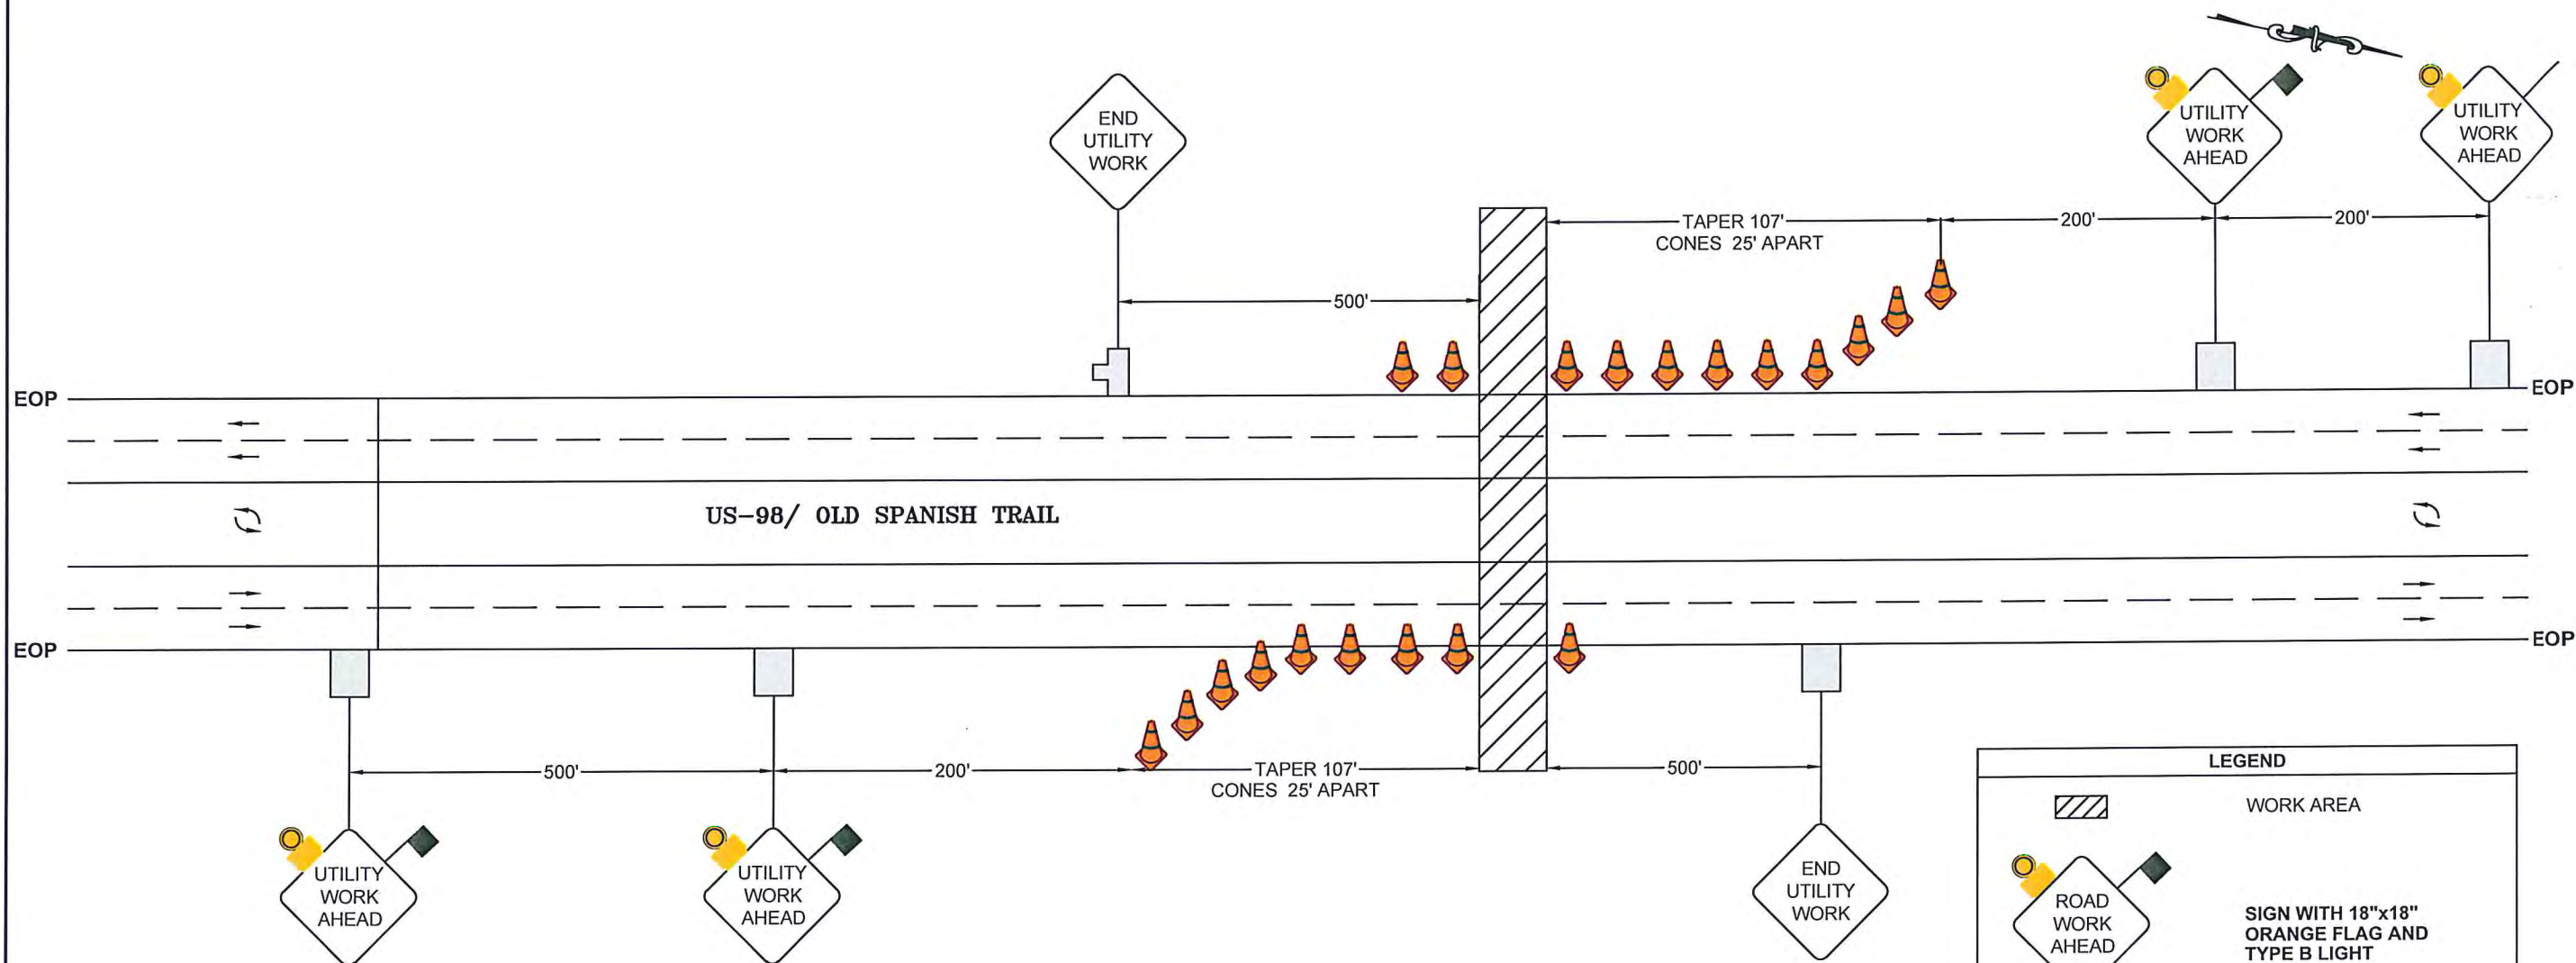 END
UTILITY
WORK
UTILITY
WORK
AHEAD
UTILITY
WORK
AHEAD
TAPER 107'
CONES 25' APART
200'
200'
500'
EOP
EOP
US-98/ OLD SPANISH TRAIL
EOP
EOP
500'
200'
TAPER 107'
CONES 25' APART
500'
UTILITY
WORK
AHEAD
UTILITY
WORK
AHEAD
END
UTILITY
WORK
LEGEND
WORK AREA
ROAD
WORK
AHEAD
SIGN WITH 18"x18"
ORANGE FLAG AND
TYPE B LIGHT